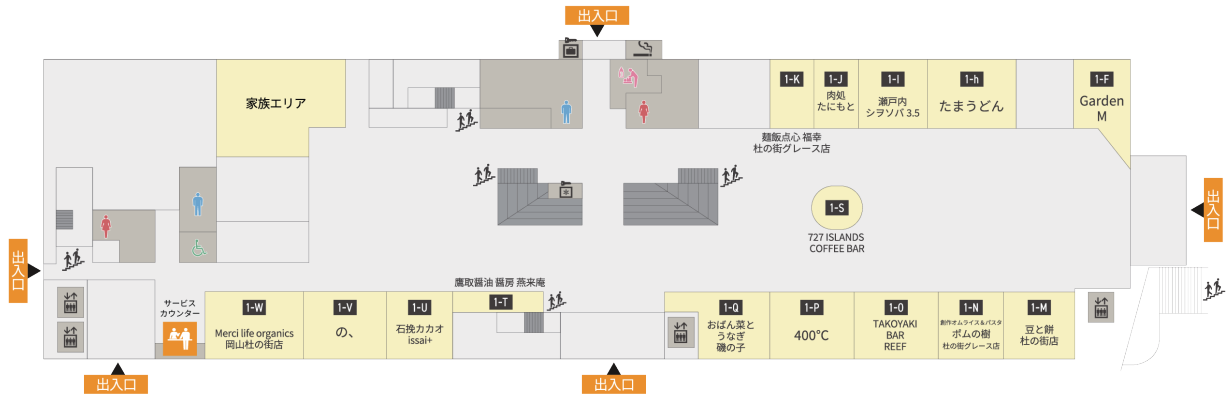 出入口
家族エリア
1-K
1-J
肉処
たにもと
1-I
瀬戸内
シヲソバ 3.5
1-h
たまうどん
1-F
Garden
M
麺飯点心 福幸
杜の街グレース店
出入口
1-S
727 ISLANDS
COFFEE BAR
出入口
サービス
カウンター
1-W
Merci life organics
岡山杜の街店
1-V
の、
1-U
石挽カカオ
issai+
鷹取醤油 醤房 燕来庵
1-T
1-Q
おばん菜と
うなぎ
磯の子
1-P
400℃
1-O
TAKOYAKI
BAR
REEF
1-N
創作オムライス&パスタ
ポムの樹
杜の街グレース店
1-M
豆と餅
杜の街店
出入口
出入口